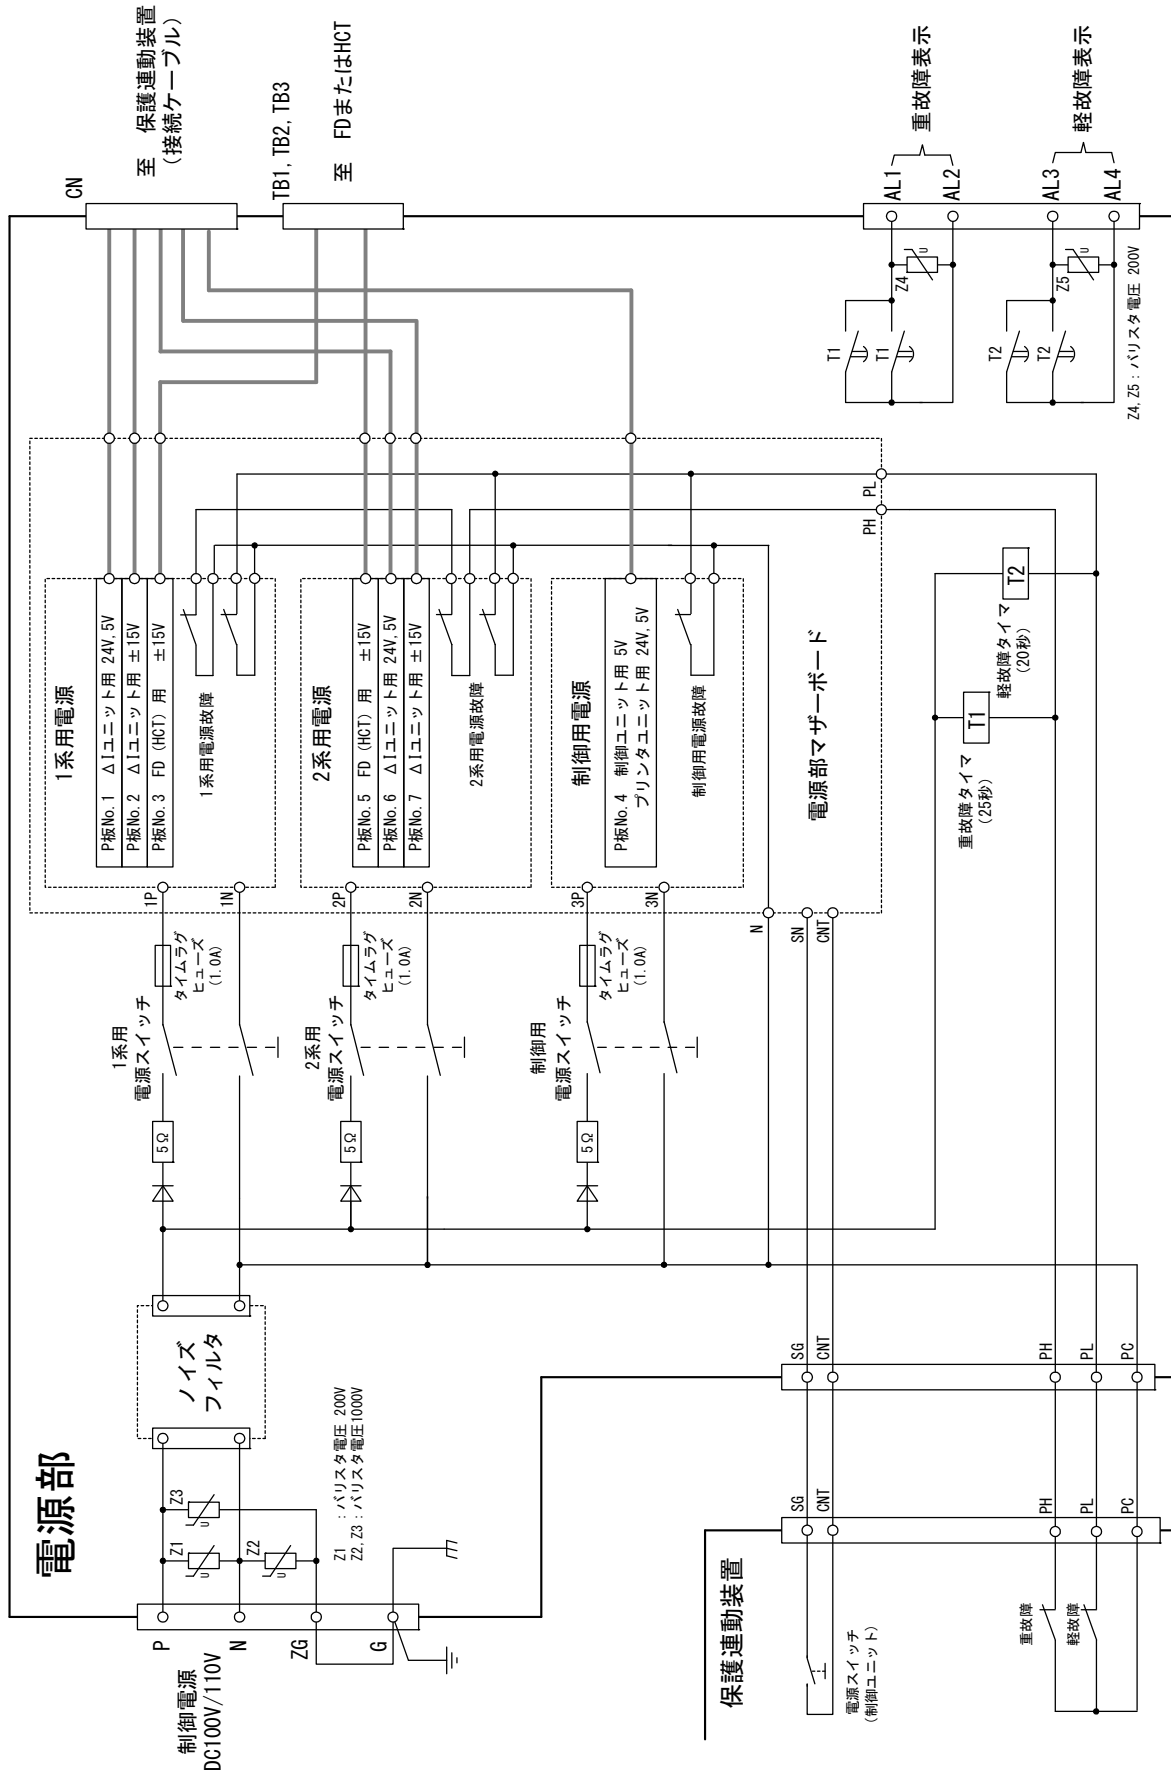 電源部
制御電源
DC100V/110V
P
N
ZG
G
Z1
Z3
Z2
Z1 : バリスタ電圧 200V
Z2, Z3 : バリスタ電圧1000V
ノイズ
フィルタ
5Ω
1系用
電源スイッチ
タイムラグ
ヒューズ
(1.0A)
1P
1N
5Ω
2系用
電源スイッチ
タイムラグ
ヒューズ
(1.0A)
2P
2N
5Ω
制御用
電源スイッチ
タイムラグ
ヒューズ
(1.0A)
3P
3N
N
SN
CNT
1系用電源
P板No.1 ΔIユニット用 24V,5V
P板No.2 ΔIユニット用 ±15V
P板No.3 FD (HCT) 用 ±15V
1系用電源故障
2系用電源
P板No.5 FD (HCT) 用 ±15V
P板No.6 ΔIユニット用 24V,5V
P板No.7 ΔIユニット用 ±15V
2系用電源故障
制御用電源
P板No.4 制御ユニット用 5V
プリンタユニット用 24V,5V
制御用電源故障
電源部マザーボード
PH
PL
CN
至 保護連動装置
(接続ケーブル)
TB1, TB2, TB3
至 FDまたはHCT
T1
T1
Z4
AL1
AL2
重故障表示
T2
T2
Z5
AL3
AL4
軽故障表示
Z4, Z5 : バリスタ電圧 200V
重故障タイマ
(25秒)
T1
軽故障タイマ
(20秒)
T2
SG
CNT
PH
PL
PC
保護連動装置
電源スイッチ
(制御ユニット)
重故障
軽故障
SG
CNT
PH
PL
PC